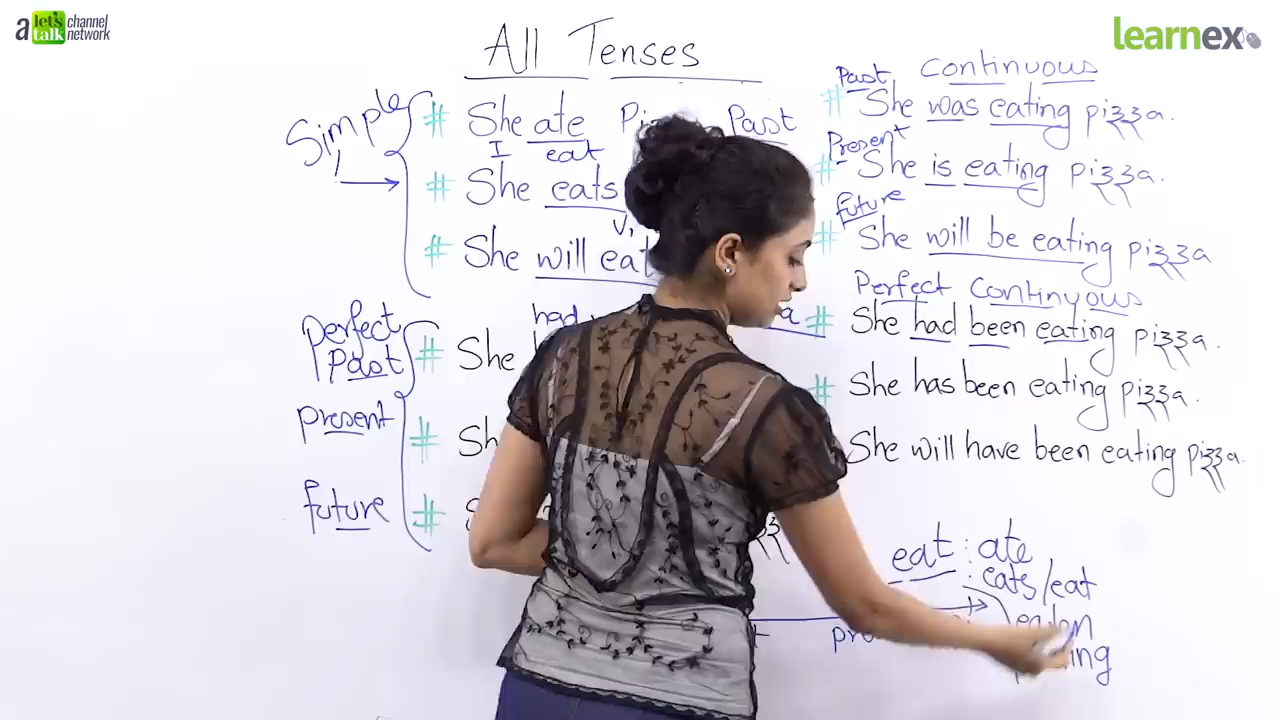 a let's talk channel network
learnex
All Tenses
Simple
# She ate Past
I eat
# She eats
V1
# She will eat
Perfect
had a
Past
# She
present #
future #
Continuous
Past
# She was eating pizza.
Present
# She is eating pizza.
future
# She will be eating pizza
Perfect Continuous
# She had been eating pizza.
# She has been eating pizza.
She will have been eating pizza.
eat : ate
: eats/eat